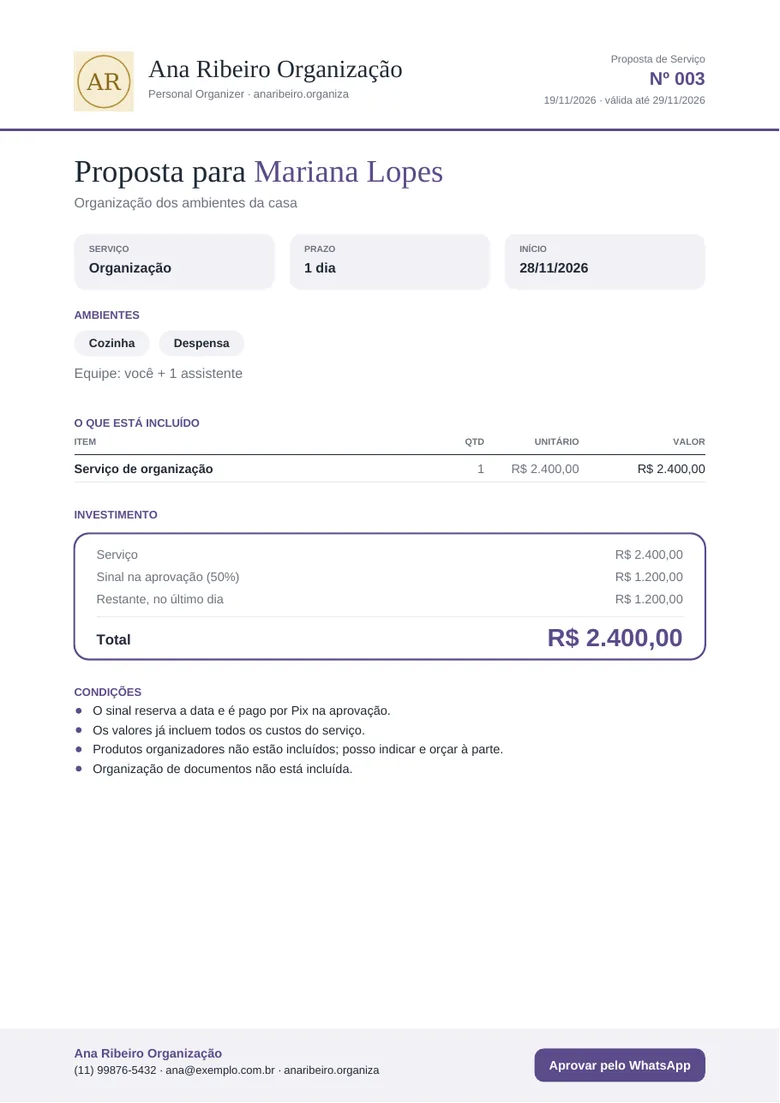 AR
Ana Ribeiro Organização
Personal Organizer · anaribeiro.organiza
Proposta de Serviço
Nº 003
19/11/2026 · válida até 29/11/2026
Proposta para Mariana Lopes
Organização dos ambientes da casa
SERVIÇO
Organização
PRAZO
1 dia
INÍCIO
28/11/2026
AMBIENTES
Cozinha Despensa
Equipe: você + 1 assistente
O QUE ESTÁ INCLUÍDO
ITEM QTD UNITÁRIO VALOR
Serviço de organização 1 R$ 2.400,00 R$ 2.400,00
INVESTIMENTO
Serviço R$ 2.400,00
Sinal na aprovação (50%) R$ 1.200,00
Restante, no último dia R$ 1.200,00
Total R$ 2.400,00
CONDIÇÕES
● O sinal reserva a data e é pago por Pix na aprovação.
● Os valores já incluem todos os custos do serviço.
● Produtos organizadores não estão incluídos; posso indicar e orçar à parte.
● Organização de documentos não está incluída.
Ana Ribeiro Organização
(11) 99876-5432 · ana@exemplo.com.br · anaribeiro.organiza
Aprovar pelo WhatsApp